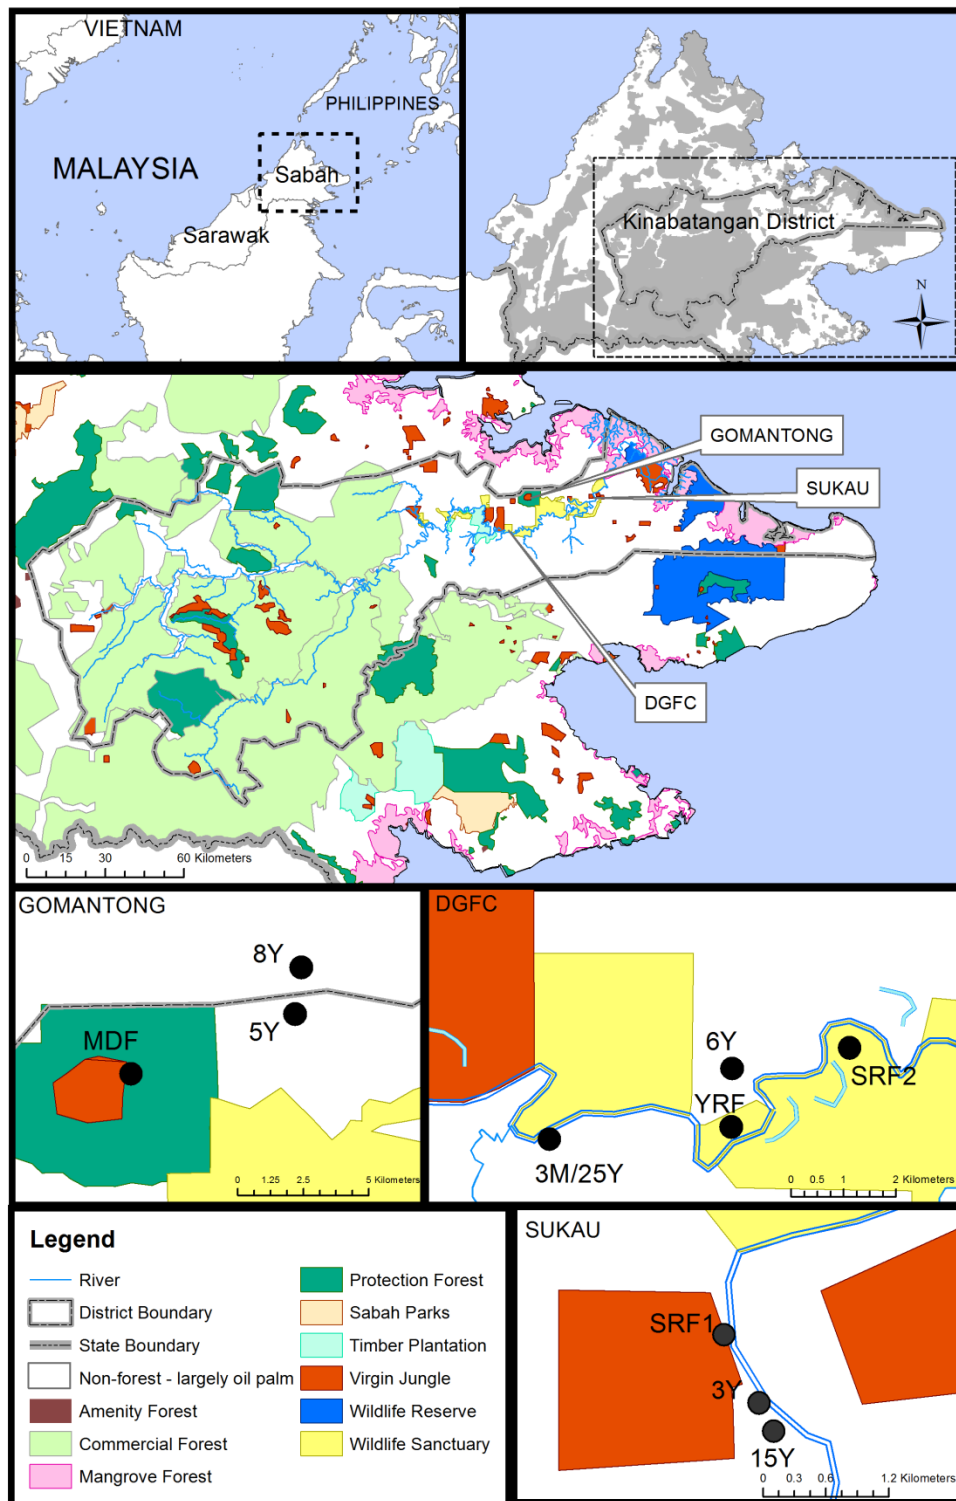 VIETNAM
PHILIPPINES
MALAYSIA
Sabah
Sarawak
Kinabatangan District
N
GOMANTONG
SUKAU
DGFC
0 15 30 60 Kilometers
GOMANTONG
8Y
5Y
MDF
0 1.25 2.5 5 Kilometers
DGFC
6Y
SRF2
YRF
3M/25Y
0 0.5 1 2 Kilometers
Legend
River
District Boundary
State Boundary
Non-forest - largely oil palm
Amenity Forest
Commercial Forest
Mangrove Forest
Protection Forest
Sabah Parks
Timber Plantation
Virgin Jungle
Wildlife Reserve
Wildlife Sanctuary
SUKAU
SRF1
3Y
15Y
0 0.3 0.6 1.2 Kilometers